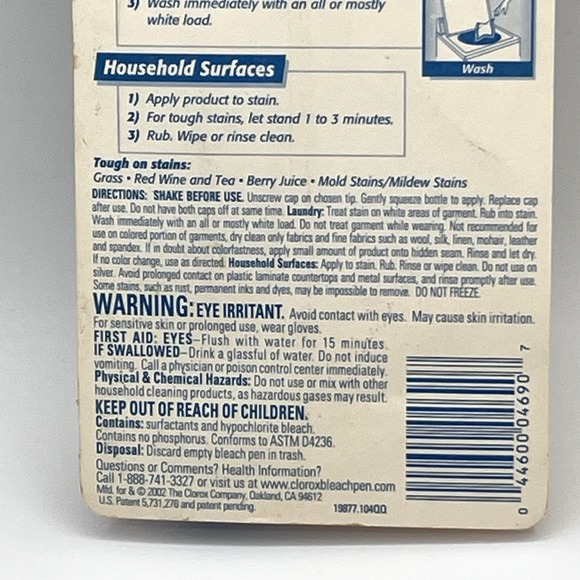 3) Wash immediately with an all or mostly
white load.
Wash
Household Surfaces
1) Apply product to stain.
2) For tough stains, let stand 1 to 3 minutes.
3) Rub. Wipe or rinse clean.
Tough on stains:
Grass • Red Wine and Tea • Berry Juice • Mold Stains/Mildew Stains
DIRECTIONS: SHAKE BEFORE USE. Unscrew cap on chosen tip. Gently squeeze bottle to apply. Replace cap
after use. Do not have both caps off at same time. Laundry: Treat stain on white areas of garment. Rub into stain.
Wash immediately with an all or mostly white load. Do not treat garment while wearing. Not recommended for
use on colored portion of garments, dry clean only fabrics and fine fabrics such as wool, silk, linen, mohair, leather
and spandex. If in doubt about colorfastness, apply small amount of product onto hidden seam. Rinse and let dry.
If no color change, use as directed. Household Surfaces: Apply to stain. Rub. Rinse or wipe clean. Do not use on
silver. Avoid prolonged contact on plastic laminate countertops and metal surfaces, and rinse promptly after use.
Some stains, such as rust, permanent inks and dyes, may be impossible to remove. DO NOT FREEZE.
WARNING: EYE IRRITANT. Avoid contact with eyes. May cause skin irritation.
For sensitive skin or prolonged use, wear gloves.
FIRST AID: EYES–Flush with water for 15 minutes.
IF SWALLOWED–Drink a glassful of water. Do not induce
vomiting. Call a physician or poison control center immediately.
Physical & Chemical Hazards: Do not use or mix with other
household cleaning products, as hazardous gases may result.
KEEP OUT OF REACH OF CHILDREN.
Contains: surfactants and hypochlorite bleach.
Contains no phosphorus. Conforms to ASTM D4236.
Disposal: Discard empty bleach pen in trash.
Questions or Comments? Health Information?
Call 1-888-741-3327 or visit us at www.cloroxbleachpen.com
Mfd. for & © 2002 The Clorox Company, Oakland, CA 94612
U.S. Patent 5,731,276 and patent pending.
19877.104QQ
0 44600 04690 7